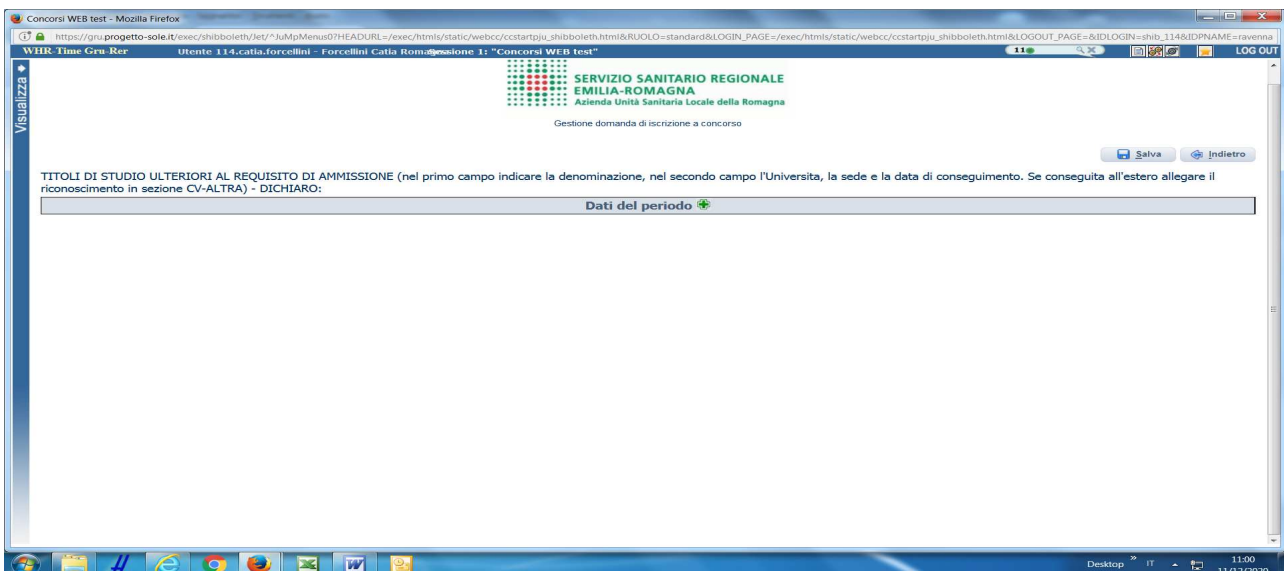 Concorsi WEB test - Mozilla Firefox
https://gru.progetto-sole.it/exec/shibboleth/Jet/^JuMpMenus0?HEADURL=/exec/htmls/static/webcc/ccstartpju_shibboleth.html&RUOLO=standard&LOGIN_PAGE=/exec/htmls/static/webcc/ccstartpju_shibboleth.html&LOGOUT_PAGE=&IDLOGIN=shib_114&IDPNAME=ravenna
WHR-Time Gru-Rer Utente 114.catia.forcellini - Forcellini Catia Sessione 1: "Concorsi WEB test" 11 LOG OUT
Visualizza
SERVIZIO SANITARIO REGIONALE
EMILIA-ROMAGNA
Azienda Unità Sanitaria Locale della Romagna
Gestione domanda di iscrizione a concorso
Salva Indietro
TITOLI DI STUDIO ULTERIORI AL REQUISITO DI AMMISSIONE (nel primo campo indicare la denominazione, nel secondo campo l'Universita, la sede e la data di conseguimento. Se conseguita all'estero allegare il
riconoscimento in sezione CV-ALTRA) - DICHIARO:
Dati del periodo
Desktop » IT 11:00
11/12/2020